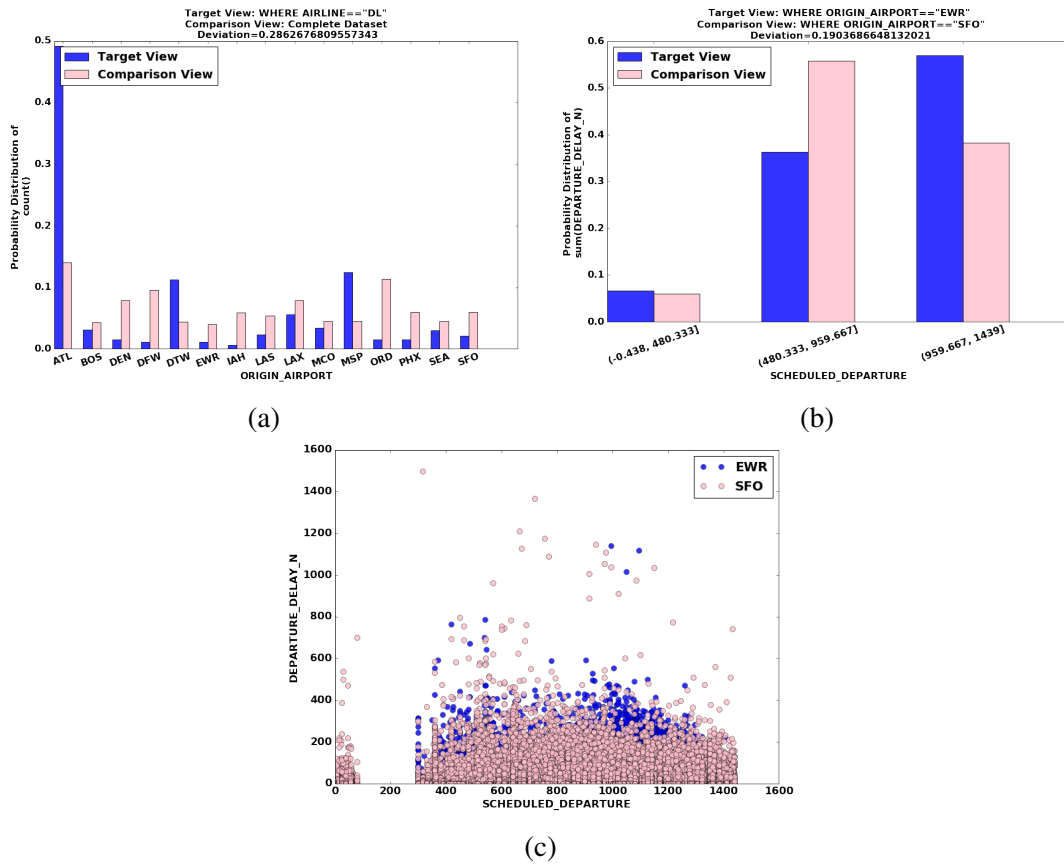 Target View: WHERE AIRLINE=="DL"
Comparison View: Complete Dataset
Deviation=0.2862676809557343
Target View
Comparison View
Probability Distribution of
count()
0.5
0.4
0.3
0.2
0.1
0.0
ATL BOS DEN DFW DTW EWR IAH LAS LAX MCO MSP ORD PHX SEA SFO
ORIGIN_AIRPORT
(a)
Target View: WHERE ORIGIN_AIRPORT=="EWR"
Comparison View: WHERE ORIGIN_AIRPORT=="SFO"
Deviation=0.1903686648132021
Target View
Comparison View
Probability Distribution of
sum(DEPARTURE_DELAY_N)
0.6
0.5
0.4
0.3
0.2
0.1
0.0
(-0.438, 480.333] (480.333, 959.667] (959.667, 1439]
SCHEDULED_DEPARTURE
(b)
EWR
SFO
DEPARTURE_DELAY_N
1600
1400
1200
1000
800
600
400
200
0
0 200 400 600 800 1000 1200 1400 1600
SCHEDULED_DEPARTURE
(c)